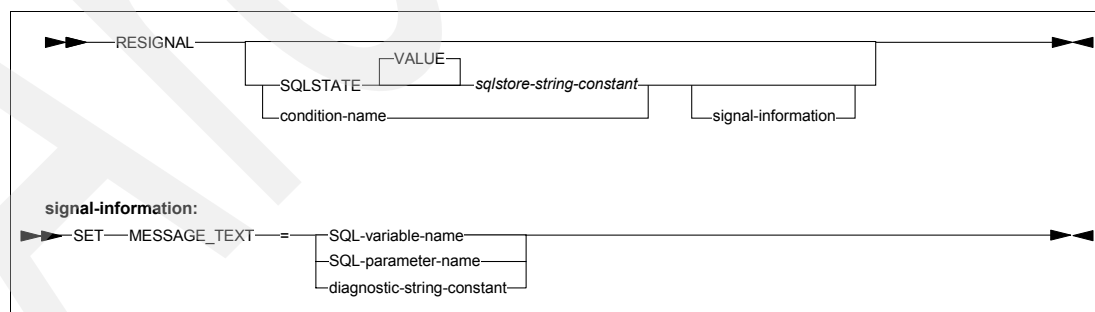 RESIGNAL
VALUE
SQLSTATE sqlstore-string-constant
condition-name signal-information
signal-information:
SET MESSAGE_TEXT = SQL-variable-name
SQL-parameter-name
diagnostic-string-constant